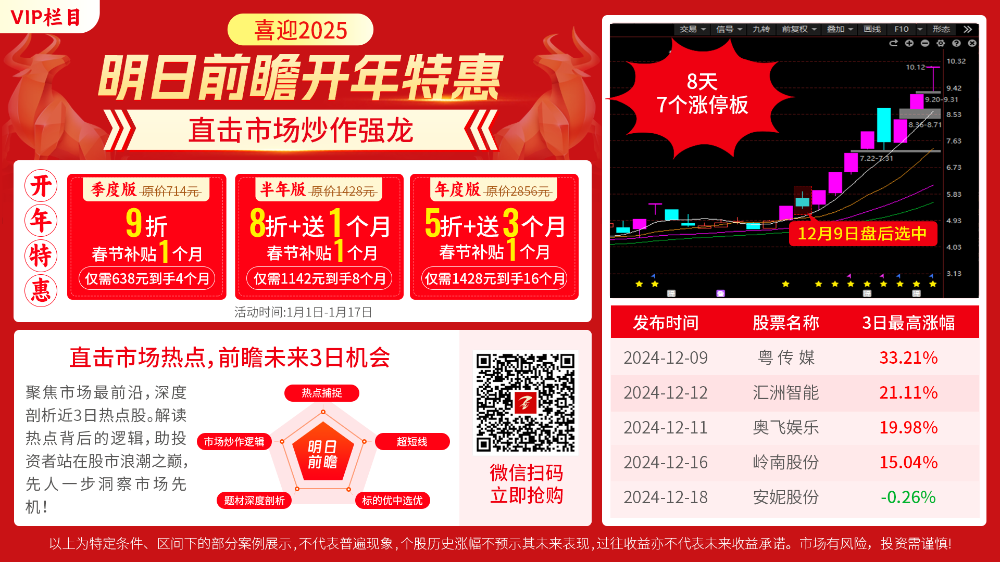 VIP栏目
喜迎2025
明日前瞻开年特惠
直击市场炒作强龙
开年特惠
季度版 原价714元
9折
春节补贴1个月
仅需638元到手4个月
半年版 原价1428元
8折+送1个月
春节补贴1个月
仅需1142元到手8个月
年度版 原价2856元
5折+送3个月
春节补贴1个月
仅需1428元到手16个月
活动时间:1月1日-1月17日
直击市场热点,前瞻未来3日机会
聚焦市场最前沿,深度
剖析近3日热点股。解读
热点背后的逻辑,助投
资者站在股市浪潮之巅,
先人一步洞察市场先
机!
热点捕捉
市场炒作逻辑
超短线
明日
前瞻
题材深度剖析
标的优中选优
微信扫码
立即抢购
交易 信号 九转 前复权 叠加 画线 F10 形态
8天
7个涨停板
10.12
9.20-9.31
8.36-8.71
7.22-7.31
10.32
9.42
8.53
7.63
6.73
5.83
4.93
4.03
3.13
12月9日盘后选中
发布时间 股票名称 3日最高涨幅
2024-12-09 粤传媒 33.21%
2024-12-12 汇洲智能 21.11%
2024-12-11 奥飞娱乐 19.98%
2024-12-16 岭南股份 15.04%
2024-12-18 安妮股份 -0.26%
以上为特定条件、区间下的部分案例展示,不代表普遍现象,个股历史涨幅不预示其未来表现,过往收益亦不代表未来收益承诺。市场有风险，投资需谨慎!